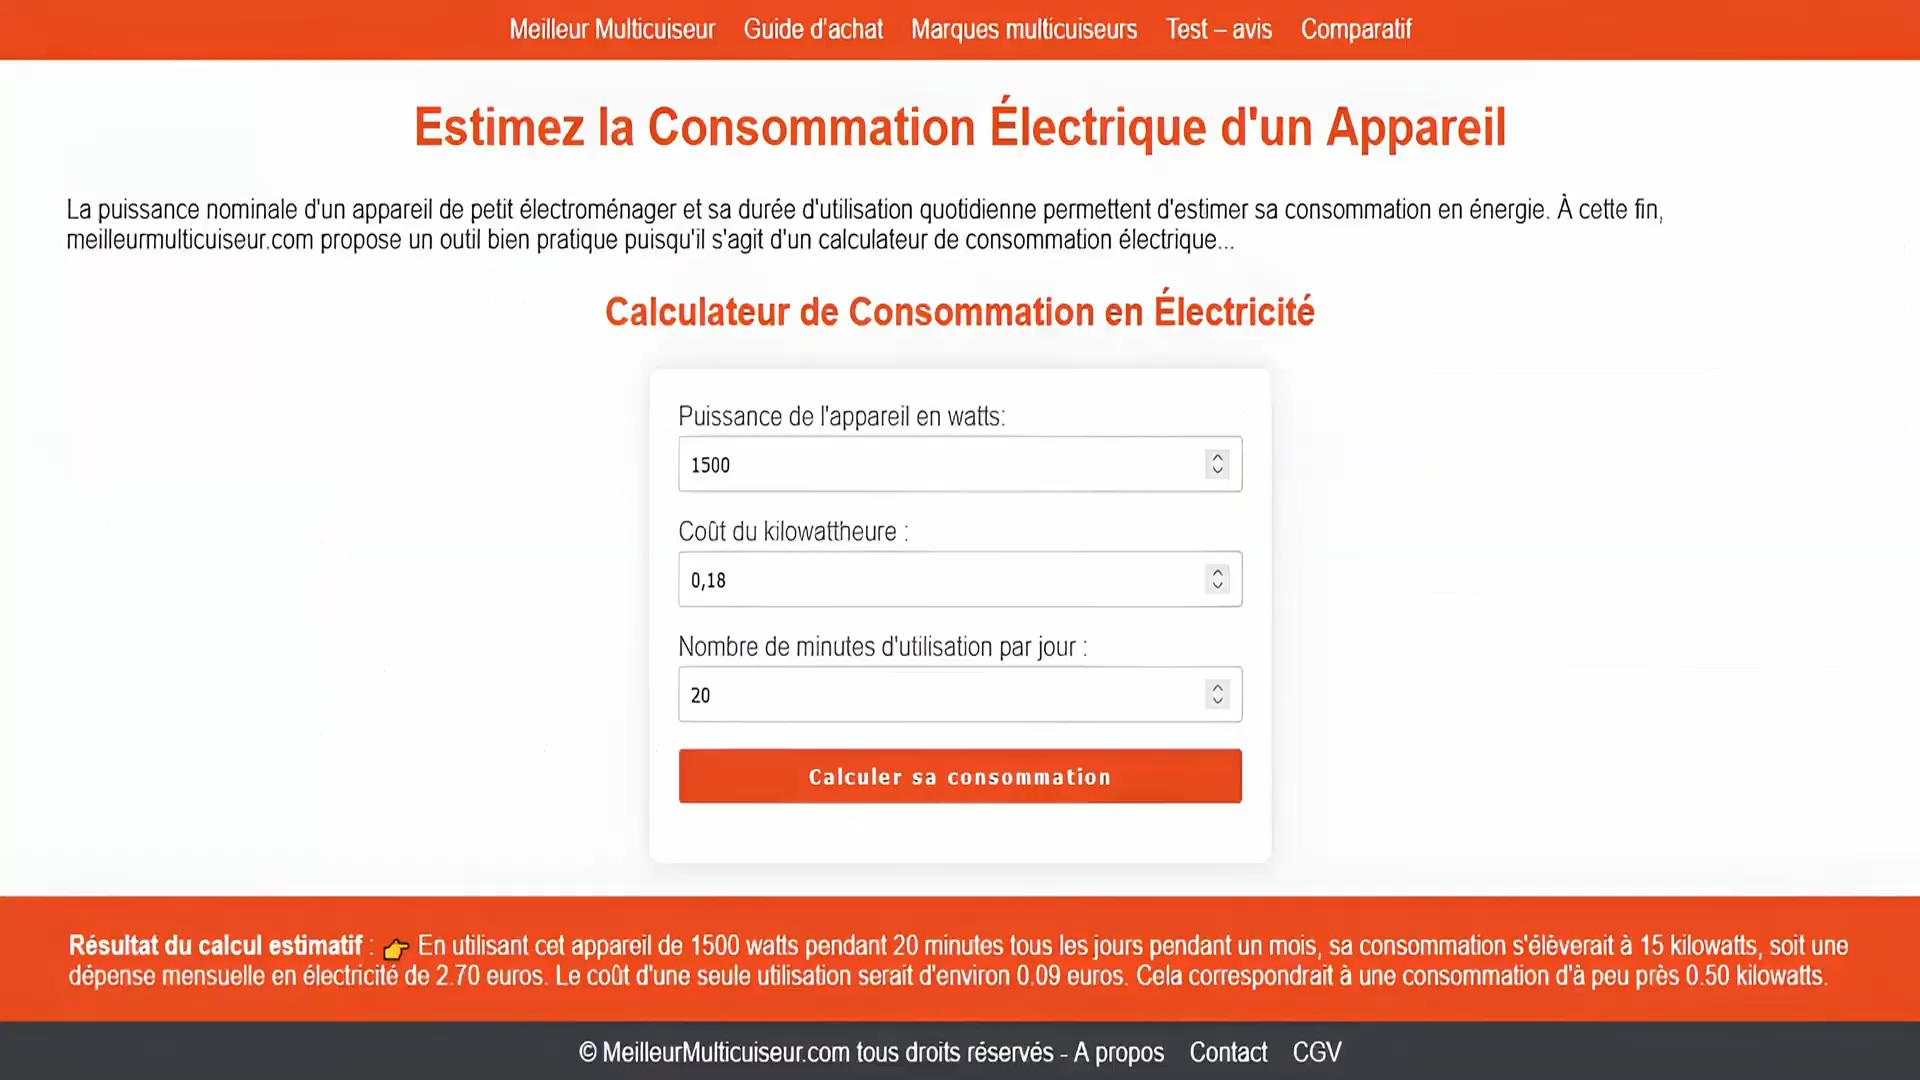 Meilleur Multicuiseur Guide d'achat Marques multicuiseurs Test – avis Comparatif
Estimez la Consommation Électrique d'un Appareil
La puissance nominale d'un appareil de petit électroménager et sa durée d'utilisation quotidienne permettent d'estimer sa consommation en énergie. À cette fin,
meilleurmulticuiseur.com propose un outil bien pratique puisqu'il s'agit d'un calculateur de consommation électrique...
Calculateur de Consommation en Électricité
Puissance de l'appareil en watts:
1500
Coût du kilowattheure :
0,18
Nombre de minutes d'utilisation par jour :
20
Calculer sa consommation
Résultat du calcul estimatif : 👉 En utilisant cet appareil de 1500 watts pendant 20 minutes tous les jours pendant un mois, sa consommation s'élèverait à 15 kilowatts, soit une
dépense mensuelle en électricité de 2.70 euros. Le coût d'une seule utilisation serait d'environ 0.09 euros. Cela correspondrait à une consommation d'à peu près 0.50 kilowatts.
© MeilleurMulticuiseur.com tous droits réservés - A propos Contact CGV